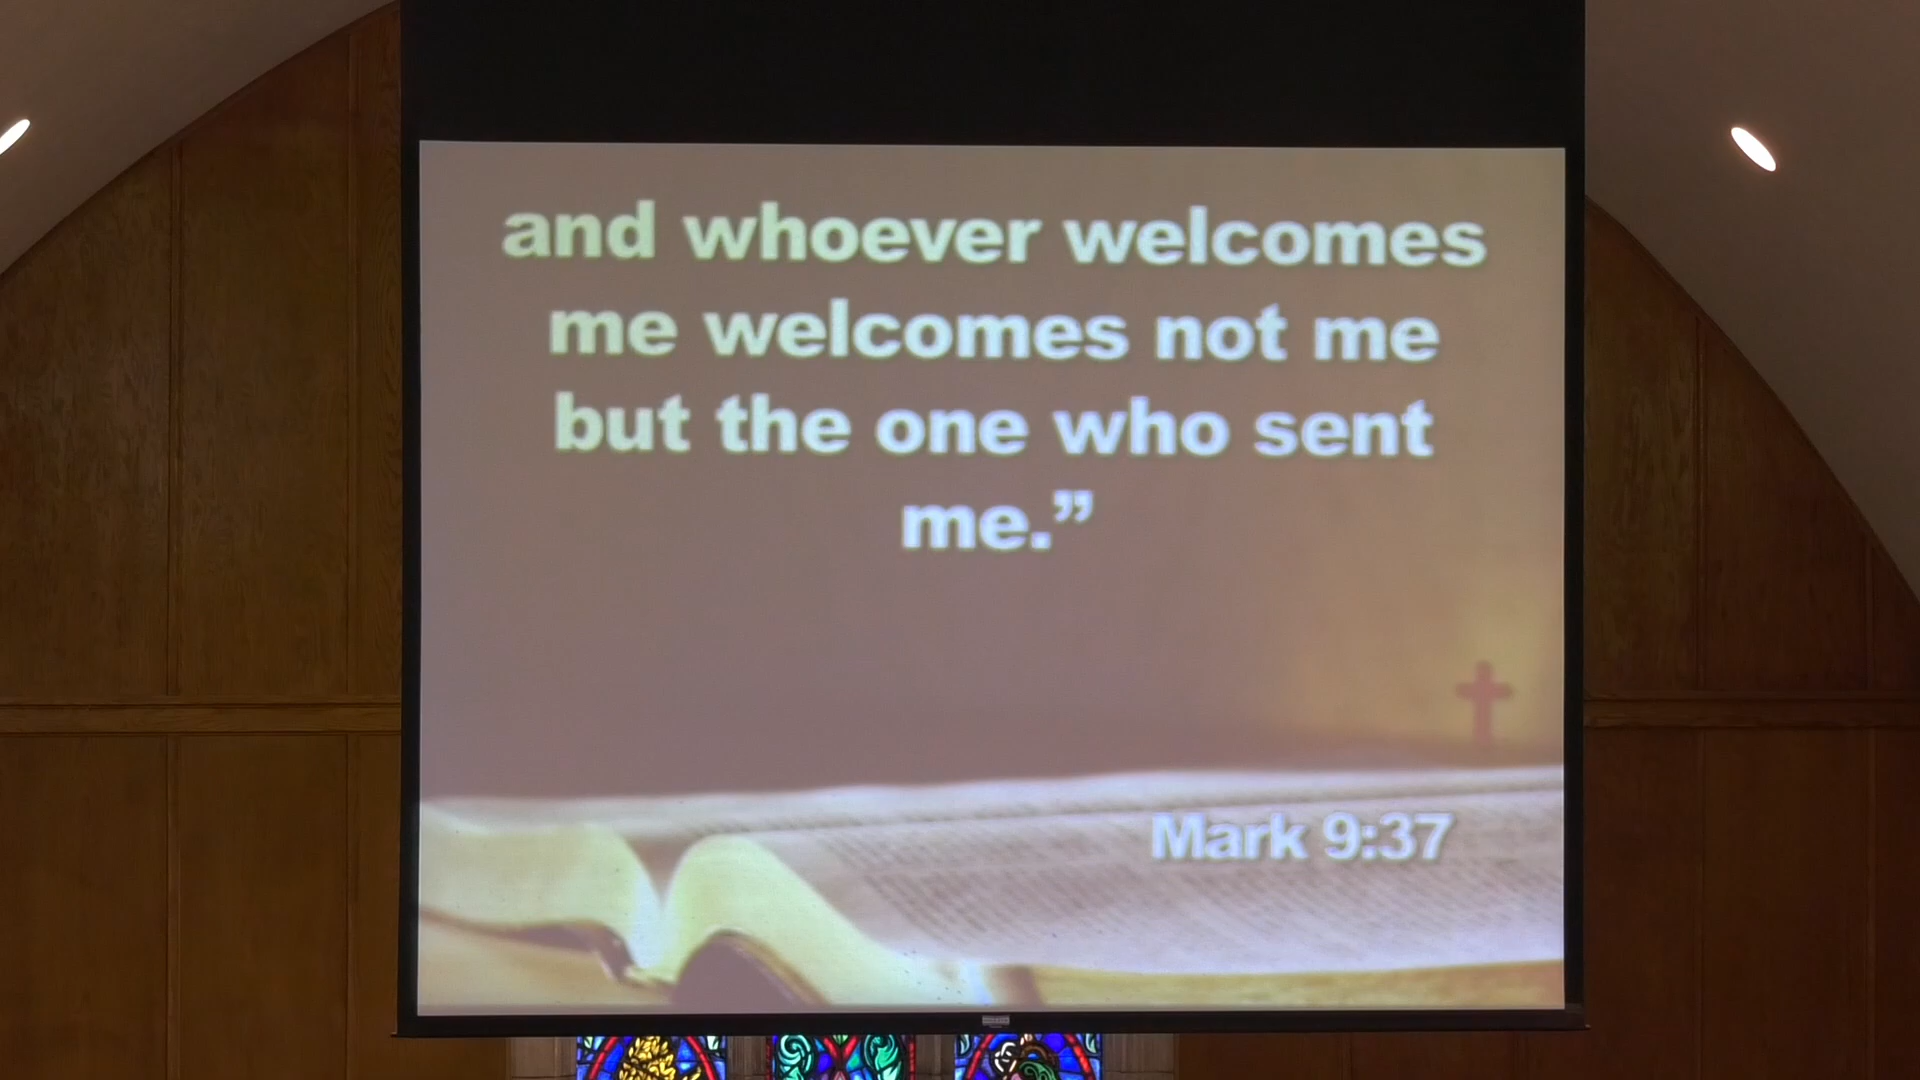 and whoever welcomes
me welcomes not me
but the one who sent
me.”
Mark 9:37